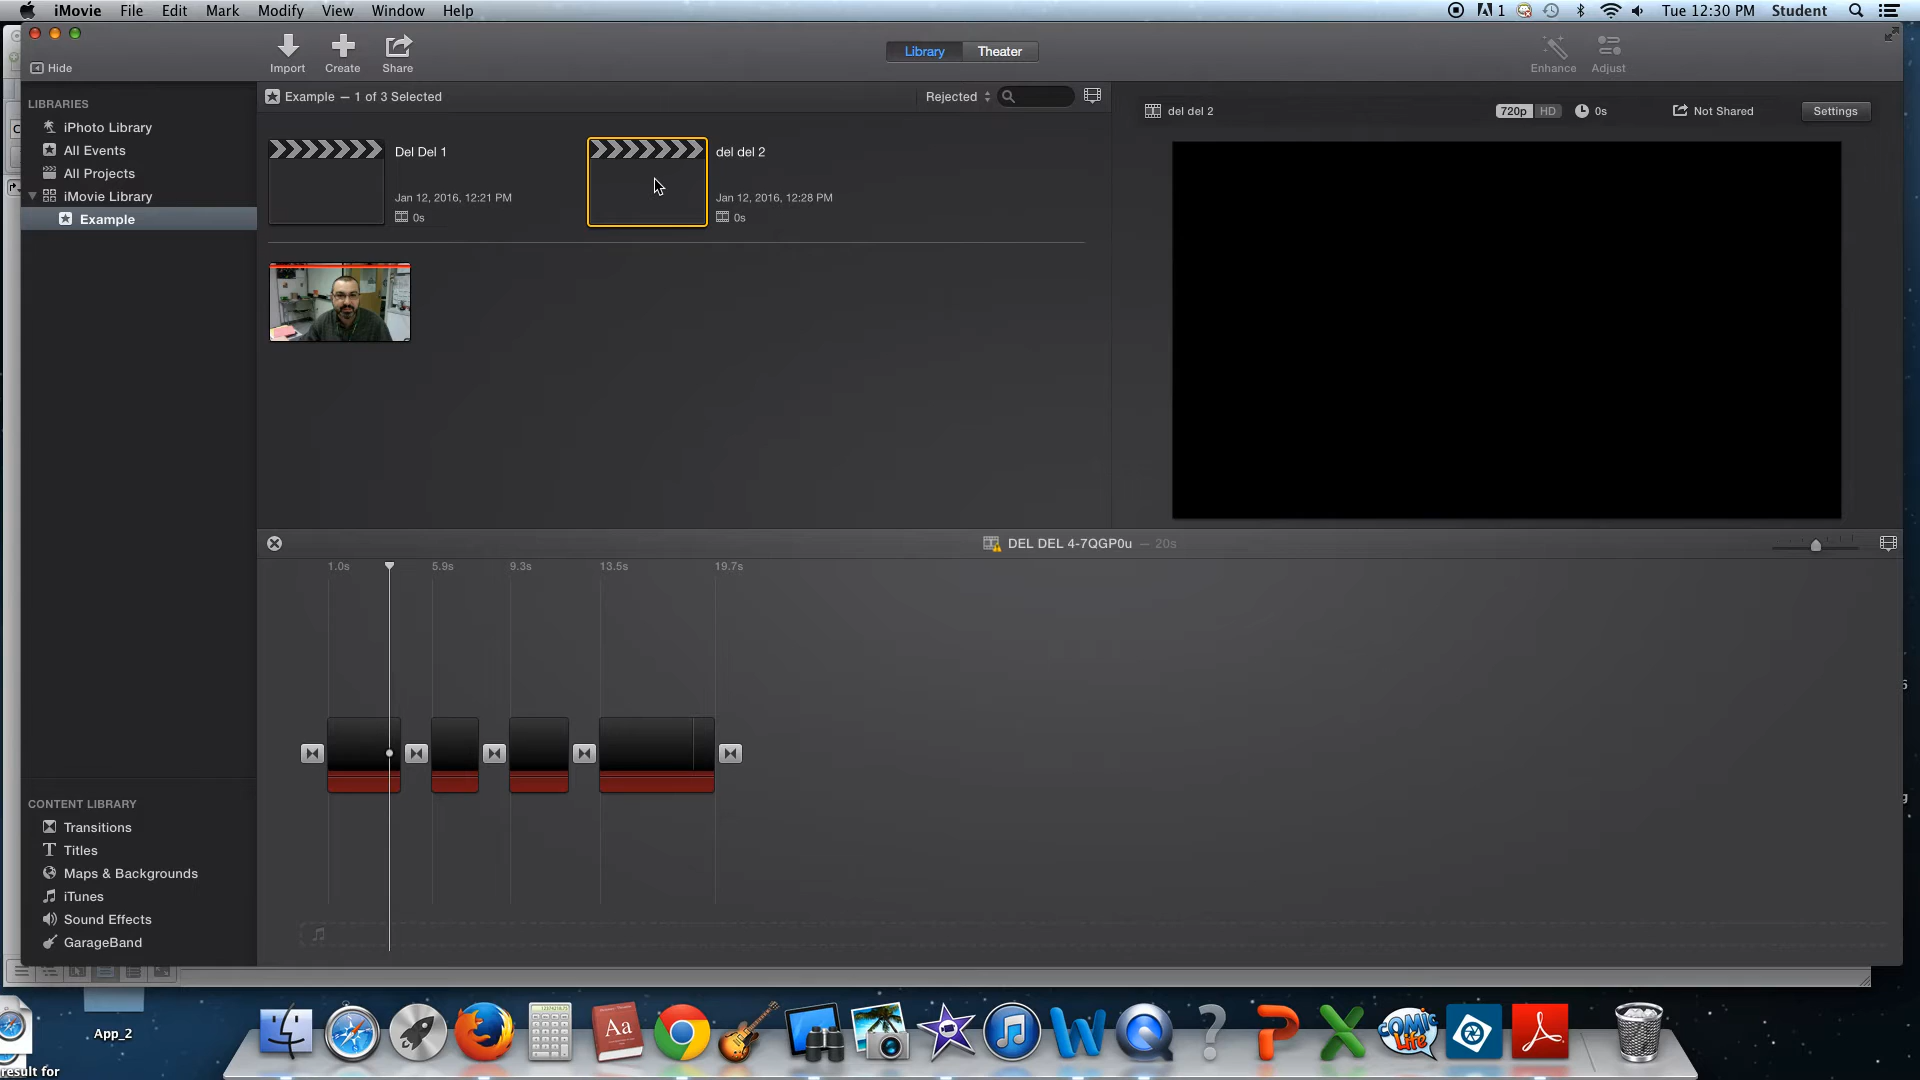 iMovie File Edit Mark Modify View Window Help
1 Tue 12:30 PM Student
Hide
Import Create Share
Library Theater
Enhance Adjust
LIBRARIES
iPhoto Library
All Events
All Projects
iMovie Library
Example
Example — 1 of 3 Selected
Rejected
Del Del 1
Jan 12, 2016, 12:21 PM
0s
del del 2
Jan 12, 2016, 12:28 PM
0s
del del 2
720p HD 0s Not Shared Settings
DEL DEL 4-7QGP0u — 20s
1.0s 5.9s 9.3s 13.5s 19.7s
CONTENT LIBRARY
Transitions
Titles
Maps & Backgrounds
iTunes
Sound Effects
GarageBand
App_2
result for
Aa
COMIC Life